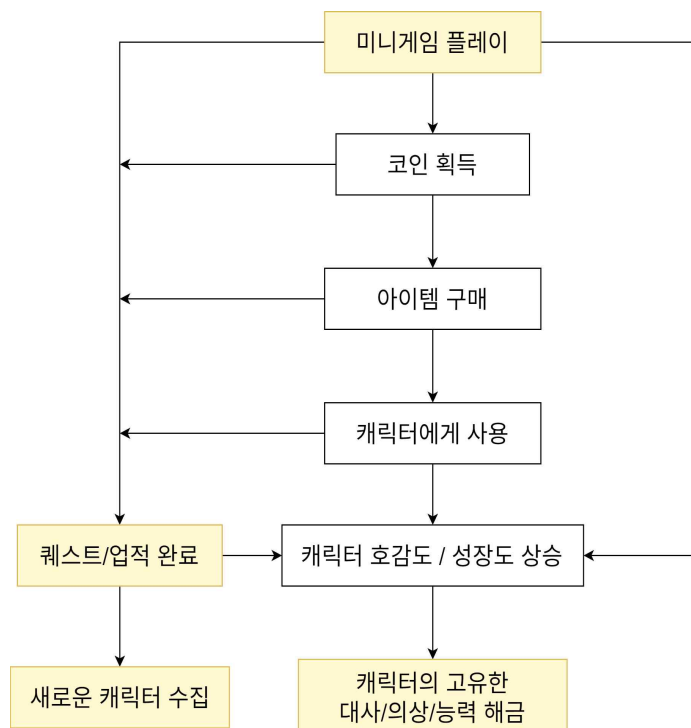 미니게임 플레이
코인 획득
아이템 구매
캐릭터에게 사용
퀘스트/업적 완료
캐릭터 호감도 / 성장도 상승
새로운 캐릭터 수집
캐릭터의 고유한
대사/의상/능력 해금